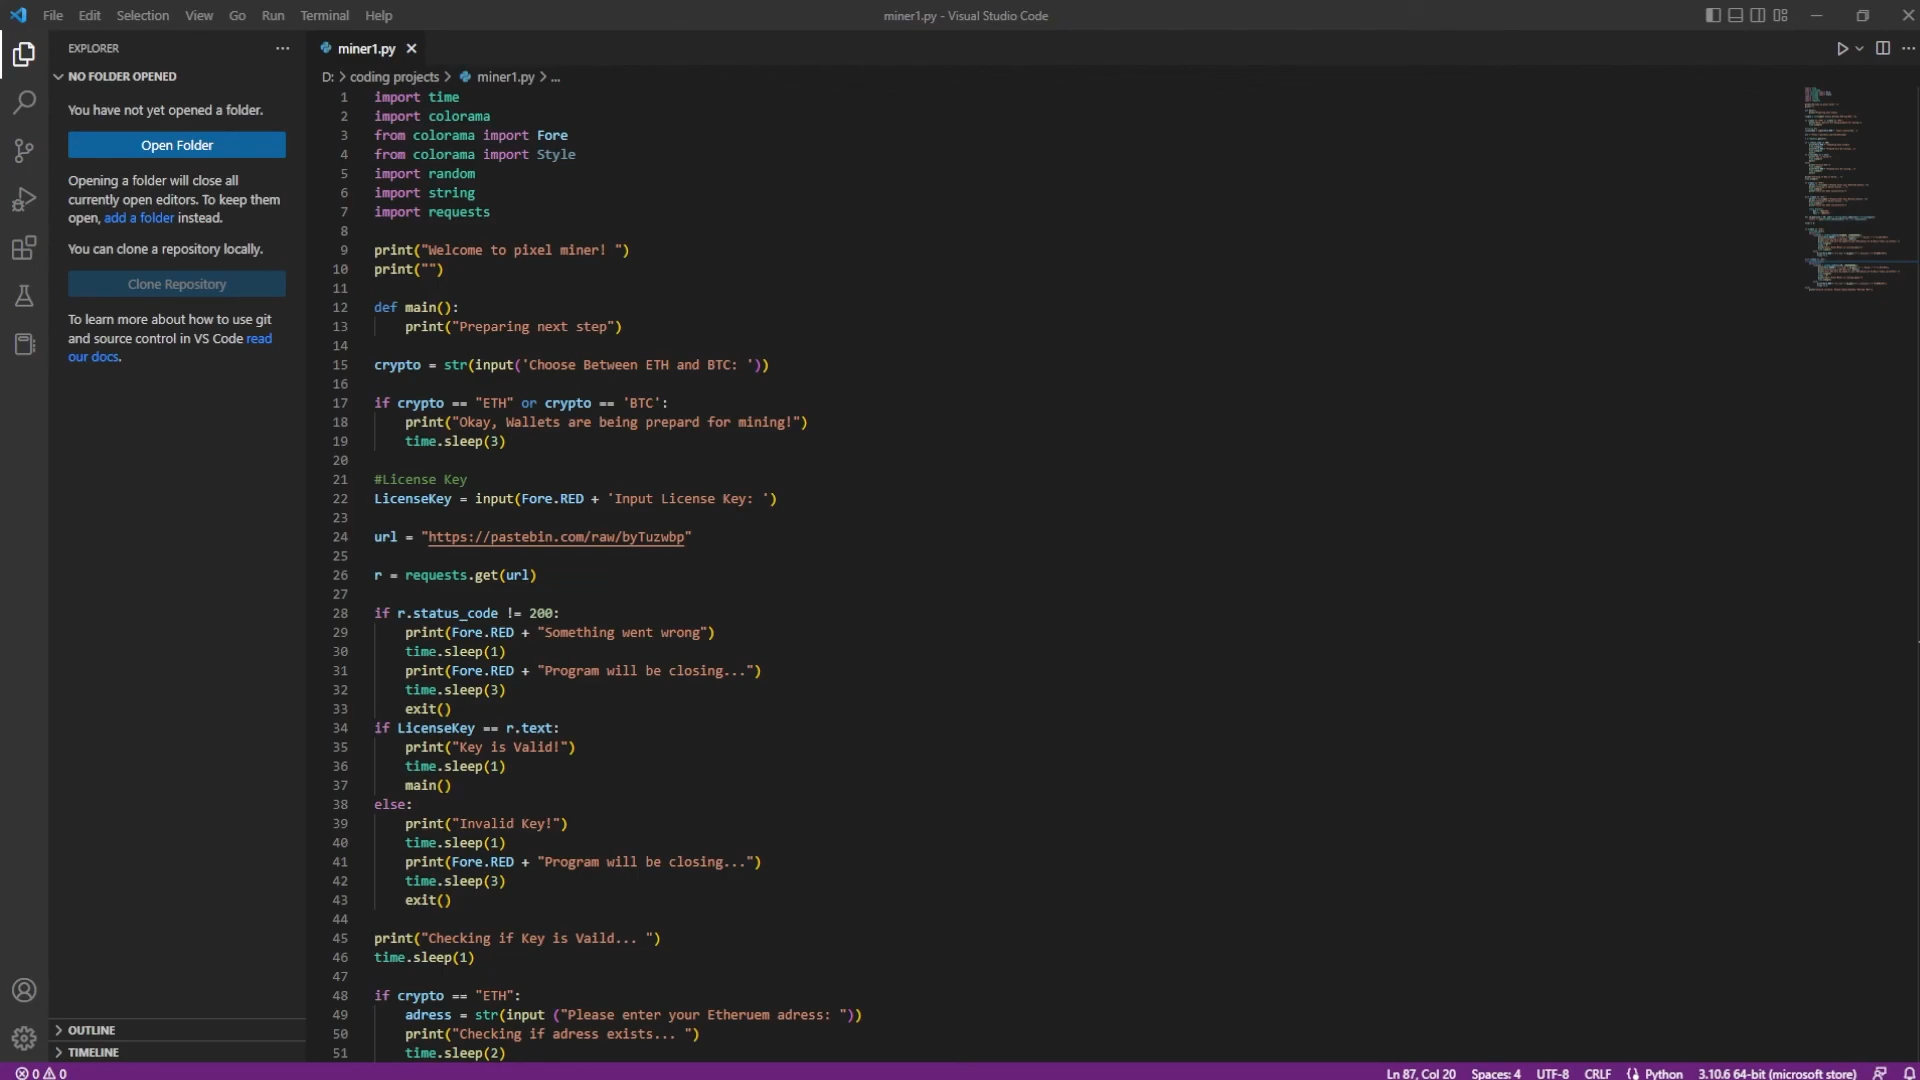 File Edit Selection View Go Run Terminal Help
miner1.py - Visual Studio Code
EXPLORER
NO FOLDER OPENED
You have not yet opened a folder.
Open Folder
Opening a folder will close all
currently open editors. To keep them
open, add a folder instead.
You can clone a repository locally.
Clone Repository
To learn more about how to use git
and source control in VS Code read
our docs.
OUTLINE
TIMELINE
miner1.py
D: > coding projects > miner1.py > ...
1 import time
2 import colorama
3 from colorama import Fore
4 from colorama import Style
5 import random
6 import string
7 import requests
8
9 print("Welcome to pixel miner! ")
10 print("")
11
12 def main():
13     print("Preparing next step")
14
15 crypto = str(input('Choose Between ETH and BTC: '))
16
17 if crypto == "ETH" or crypto == 'BTC':
18     print("Okay, Wallets are being prepard for mining!")
19     time.sleep(3)
20
21 #License Key
22 LicenseKey = input(Fore.RED + 'Input License Key: ')
23
24 url = "https://pastebin.com/raw/byTuzwbp"
25
26 r = requests.get(url)
27
28 if r.status_code != 200:
29     print(Fore.RED + "Something went wrong")
30     time.sleep(1)
31     print(Fore.RED + "Program will be closing...")
32     time.sleep(3)
33     exit()
34 if LicenseKey == r.text:
35     print("Key is Valid!")
36     time.sleep(1)
37     main()
38 else:
39     print("Invalid Key!")
40     time.sleep(1)
41     print(Fore.RED + "Program will be closing...")
42     time.sleep(3)
43     exit()
44
45 print("Checking if Key is Vaild... ")
46 time.sleep(1)
47
48 if crypto == "ETH":
49     adress = str(input ("Please enter your Etheruem adress: "))
50     print("Checking if adress exists... ")
51     time.sleep(2)
0 0 Ln 87, Col 20 Spaces: 4 UTF-8 CRLF Python 3.10.6 64-bit (microsoft store)